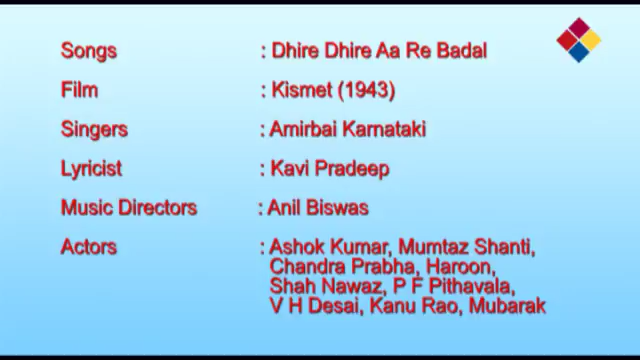 Songs : Dhire Dhire Aa Re Badal
Film : Kismet (1943)
Singers : Amirbai Karnataki
Lyricist : Kavi Pradeep
Music Directors : Anil Biswas
Actors : Ashok Kumar, Mumtaz Shanti,
Chandra Prabha, Haroon,
Shah Nawaz, P F Pithavala,
V H Desai, Kanu Rao, Mubarak